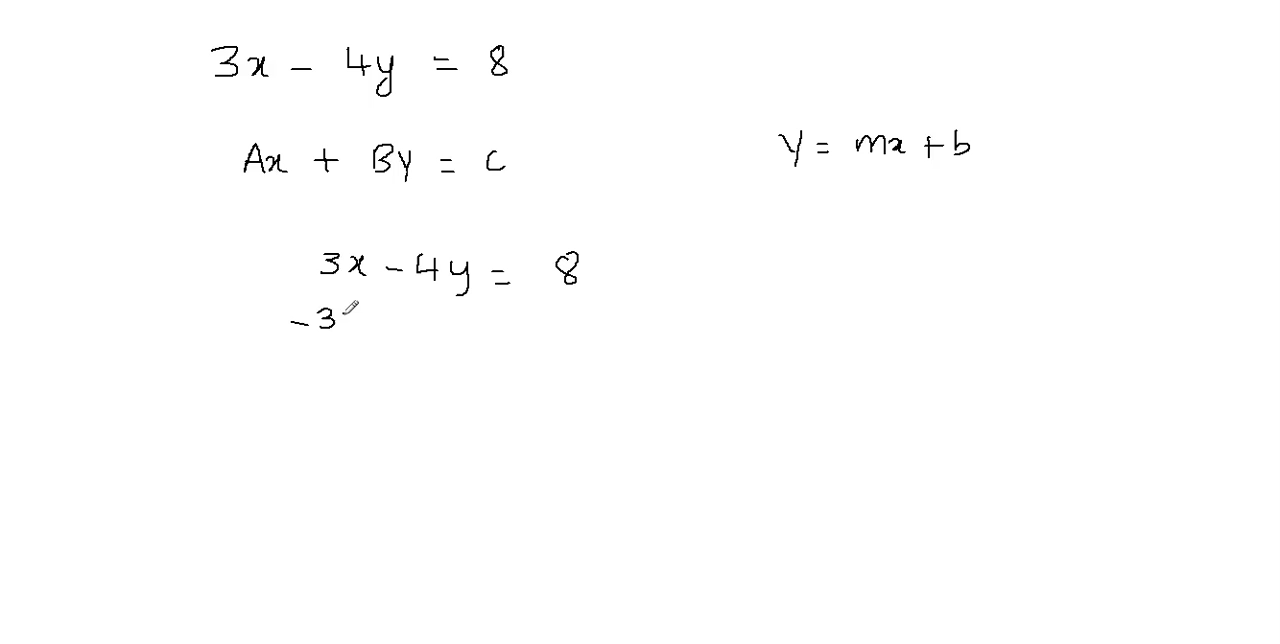 3x - 4y = 8
Ax + By = C
y = mx + b
3x - 4y = 8
-3